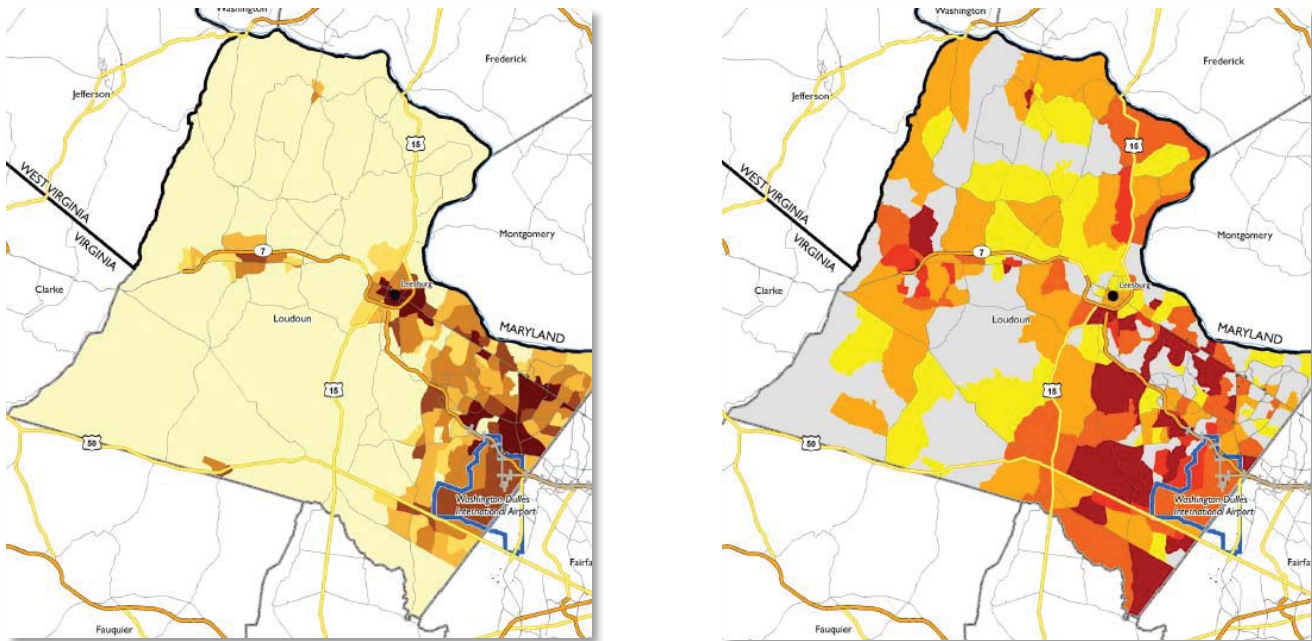 Washington
Frederick
Jefferson
15
WEST VIRGINIA
VIRGINIA
7
Montgomery
Clarke
Leesburg
Loudoun
MARYLAND
15
50
Washington Dulles
International Airport
Fauquier
Fairfa
Washington
Frederick
Jefferson
15
WEST VIRGINIA
VIRGINIA
7
Montgomery
Clarke
Leesburg
Loudoun
MARYLAND
15
50
Washington Dulles
International Airport
Fauquier
Fairfa